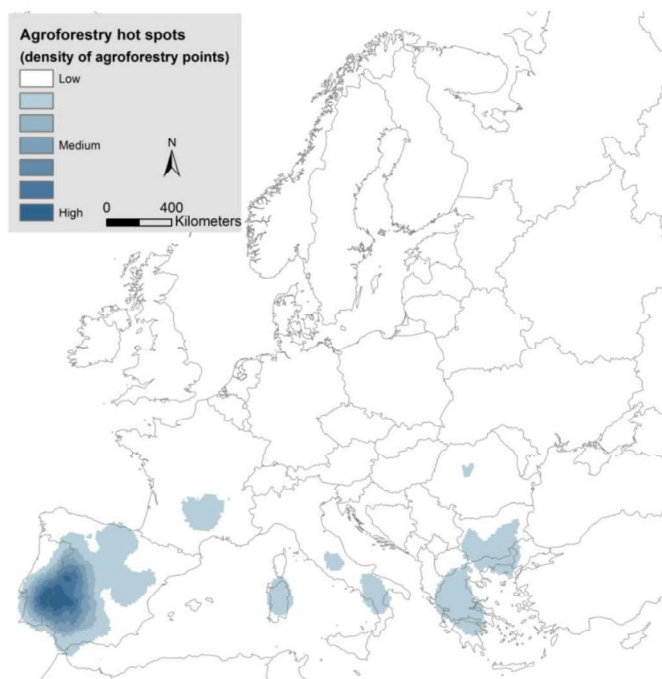 Agroforestry hot spots
(density of agroforestry points)
Low
Medium
High
N
0 400
Kilometers